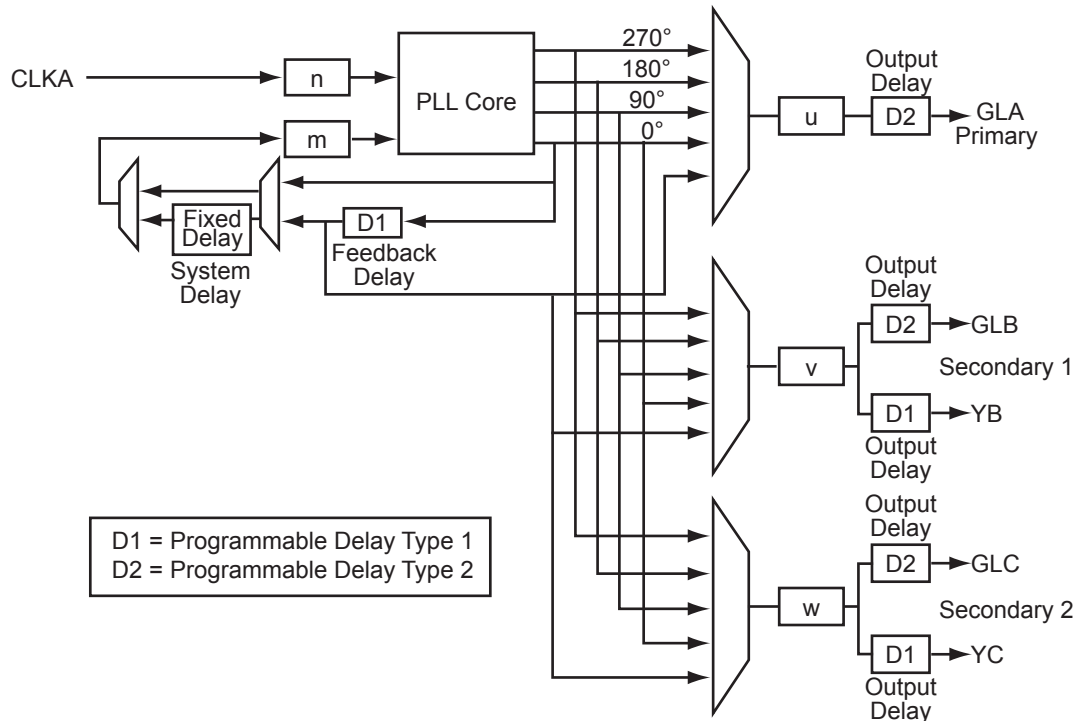 CLKA
n
m
PLL Core
270°
180°
90°
0°
u
Output
Delay
D2
GLA
Primary
Fixed
Delay
System
Delay
D1
Feedback
Delay
v
Output
Delay
D2
GLB
Secondary 1
D1
YB
Output
Delay
D1 = Programmable Delay Type 1
D2 = Programmable Delay Type 2
w
Output
Delay
D2
GLC
Secondary 2
D1
YC
Output
Delay